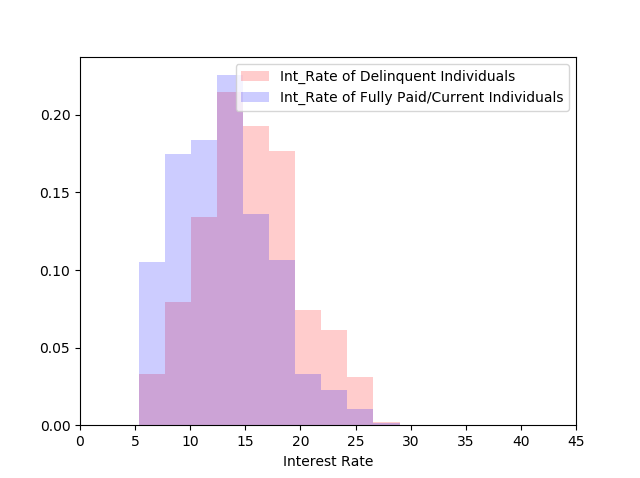 Int_Rate of Delinquent Individuals
Int_Rate of Fully Paid/Current Individuals
0.20
0.15
0.10
0.05
0.00
0 5 10 15 20 25 30 35 40 45
Interest Rate